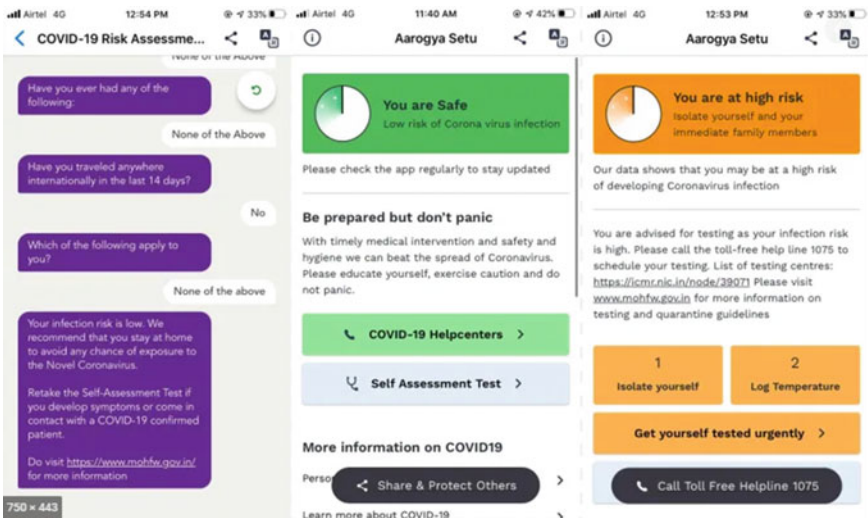 Airtel 4G 12:54 PM 33%
COVID-19 Risk Assessme...
None of the Above
Have you ever had any of the
following:
None of the Above
Have you traveled anywhere
internationally in the last 14 days?
No
Which of the following apply to
you?
None of the above
Your infection risk is low. We
recommend that you stay at home
to avoid any chance of exposure to
the Novel Coronavirus.
Retake the Self-Assessment Test if
you develop symptoms or come in
contact with a COVID-19 confirmed
patient.
Do visit https://www.mohfw.gov.in/
for more information
750 × 443
Airtel 4G 11:40 AM 42%
Aarogya Setu
You are Safe
Low risk of Corona virus infection
Please check the app regularly to stay updated
Be prepared but don't panic
With timely medical intervention and safety and
hygiene we can beat the spread of Coronavirus.
Please educate yourself, exercise caution and do
not panic.
COVID-19 Helpcenters >
Self Assessment Test >
More information on COVID19
Perso
Share & Protect Others
Learn more about COVID-19
Airtel 4G 12:53 PM 33%
Aarogya Setu
You are at high risk
Isolate yourself and your
immediate family members
Our data shows that you may be at a high risk
of developing Coronavirus infection
You are advised for testing as your infection risk
is high. Please call the toll-free help line 1075 to
schedule your testing. List of testing centres:
https://icmr.nic.in/node/39071 Please visit
www.mohfw.gov.in for more information on
testing and quarantine guidelines
1
Isolate yourself
2
Log Temperature
Get yourself tested urgently >
Call Toll Free Helpline 1075